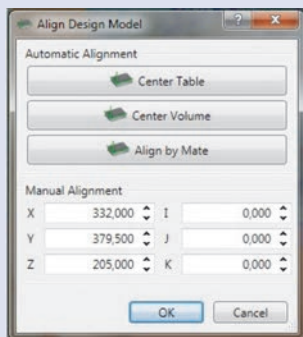 Align Design Model
Automatic Alignment
Center Table
Center Volume
Align by Mate
Manual Alignment
X 332,000 I 0,000
Y 379,500 J 0,000
Z 205,000 K 0,000
OK Cancel